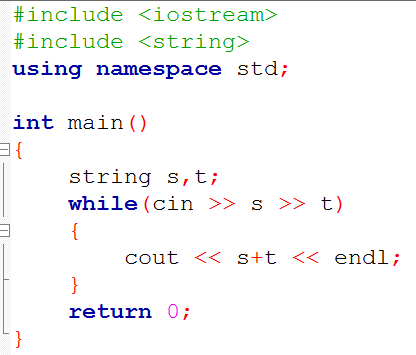 #include <iostream>
#include <string>
using namespace std;

int main()
{
    string s,t;
    while(cin >> s >> t)
    {
        cout << s+t << endl;
    }
    return 0;
}